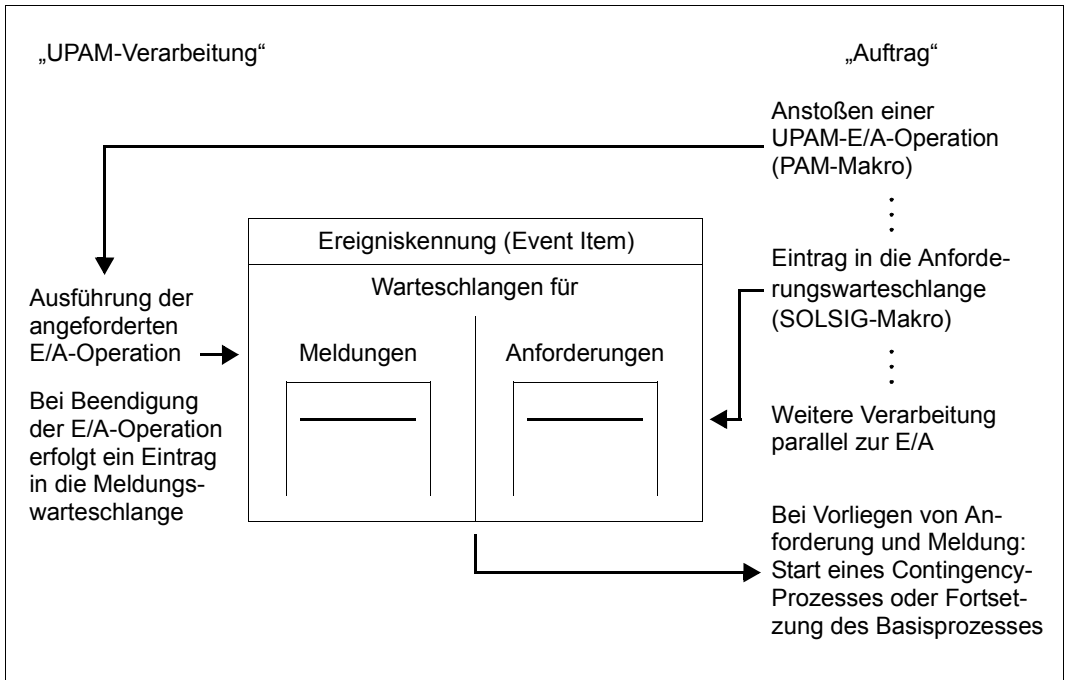 „UPAM-Verarbeitung“
„Auftrag“
Anstoßen einer
UPAM-E/A-Operation
(PAM-Makro)
Ereigniskennung (Event Item)
Warteschlangen für
Meldungen
Anforderungen
Ausführung der
angeforderten
E/A-Operation
Bei Beendigung
der E/A-Operation
erfolgt ein Eintrag
in die Meldungs-
warteschlange
Eintrag in die Anforde-
rungswarteschlange
(SOLSIG-Makro)
Weitere Verarbeitung
parallel zur E/A
Bei Vorliegen von An-
forderung und Meldung:
Start eines Contingency-
Prozesses oder Fortset-
zung des Basisprozesses